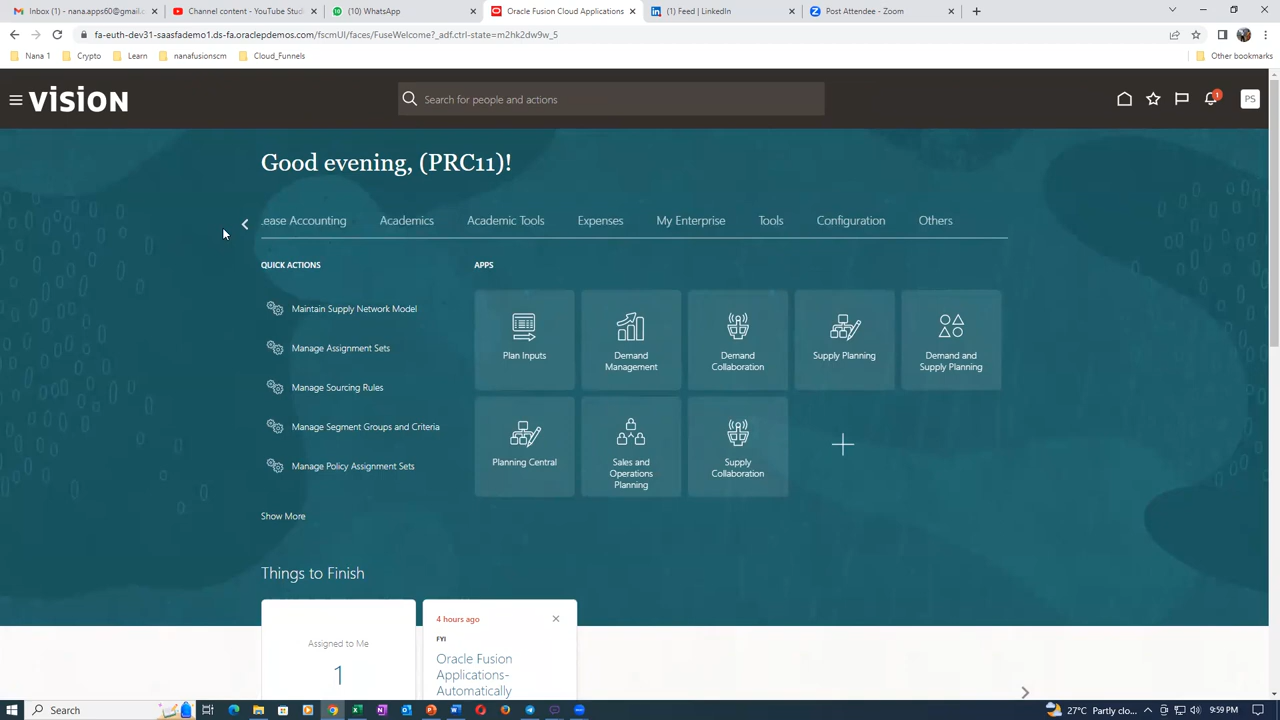 Inbox (1) - nana.apps60@gmail.c
Channel content - YouTube Studi
(10) WhatsApp
Oracle Fusion Cloud Applications
(1) Feed | LinkedIn
Post Attendee - Zoom
fa-euth-dev31-saasfademo1.ds-fa.oraclepdemos.com/fscmUI/faces/FuseWelcome?_adf.ctrl-state=m2hk2dw9w_5
Nana 1
Crypto
Learn
nanafusionscm
Cloud_Funnels
Other bookmarks
VISION
Search for people and actions
1
PS
Good evening, (PRC11)!
ease Accounting
Academics
Academic Tools
Expenses
My Enterprise
Tools
Configuration
Others
QUICK ACTIONS
APPS
Maintain Supply Network Model
Manage Assignment Sets
Manage Sourcing Rules
Manage Segment Groups and Criteria
Manage Policy Assignment Sets
Show More
Plan Inputs
Demand
Management
Demand
Collaboration
Supply Planning
Demand and
Supply Planning
Planning Central
Sales and
Operations
Planning
Supply
Collaboration
Things to Finish
Assigned to Me
1
4 hours ago
FYI
Oracle Fusion
Applications-
Automatically
Search
27°C Partly clo...
9:59 PM